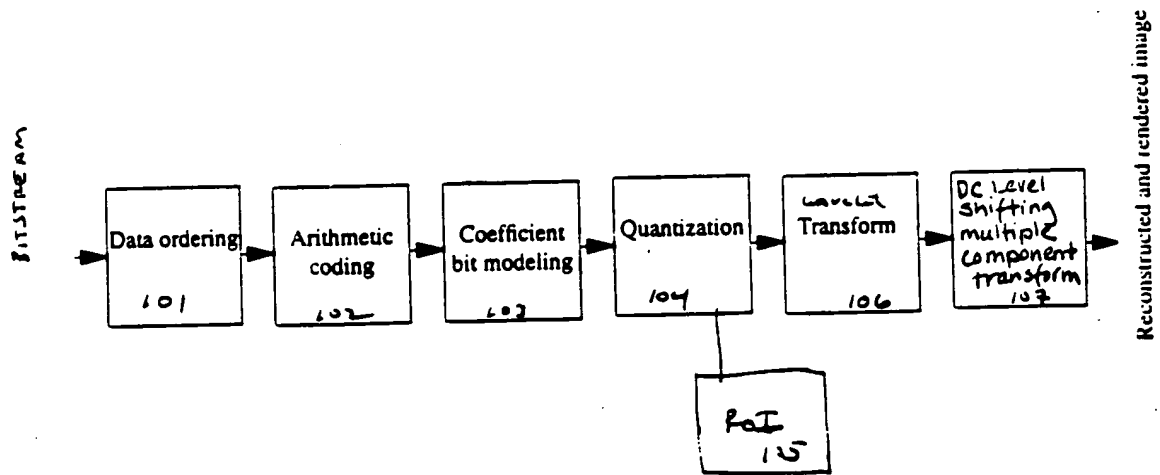 BITSTREAM
Data ordering
101
Arithmetic
coding
102
Coefficient
bit modeling
103
Quantization
104
Wavelet
Transform
106
DC Level
shifting
multiple
component
transform
107
RoI
105
Reconstructed and rendered image